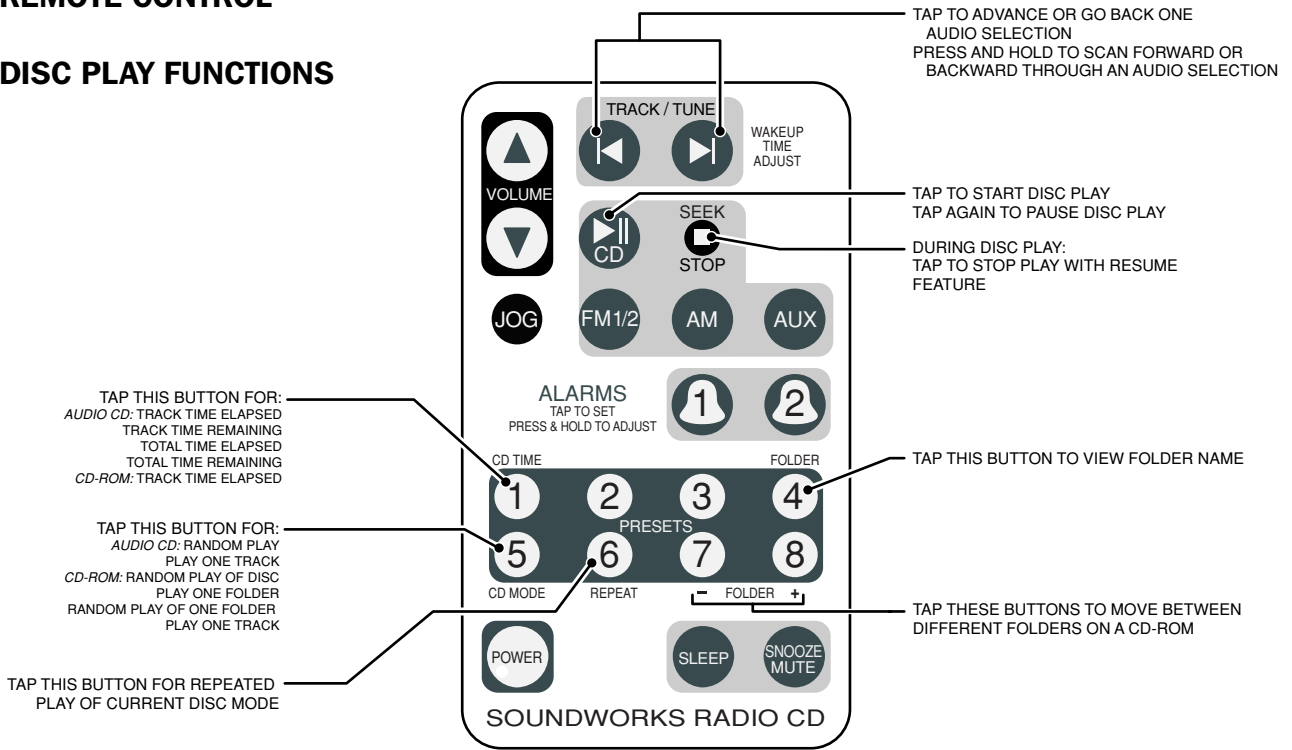 REMOTE CONTROL
DISC PLAY FUNCTIONS
TAP TO ADVANCE OR GO BACK ONE
AUDIO SELECTION
PRESS AND HOLD TO SCAN FORWARD OR
BACKWARD THROUGH AN AUDIO SELECTION
TRACK / TUNE
WAKEUP
TIME
ADJUST
VOLUME
TAP TO START DISC PLAY
TAP AGAIN TO PAUSE DISC PLAY
SEEK
CD
STOP
DURING DISC PLAY:
TAP TO STOP PLAY WITH RESUME
FEATURE
JOG
FM1/2
AM
AUX
ALARMS
TAP TO SET
PRESS & HOLD TO ADJUST
1
2
TAP THIS BUTTON FOR:
AUDIO CD: TRACK TIME ELAPSED
TRACK TIME REMAINING
TOTAL TIME ELAPSED
TOTAL TIME REMAINING
CD-ROM: TRACK TIME ELAPSED
CD TIME
FOLDER
TAP THIS BUTTON TO VIEW FOLDER NAME
1
2
3
4
PRESETS
5
6
7
8
CD MODE
REPEAT
– FOLDER +
TAP THIS BUTTON FOR:
AUDIO CD: RANDOM PLAY
PLAY ONE TRACK
CD-ROM: RANDOM PLAY OF DISC
PLAY ONE FOLDER
RANDOM PLAY OF ONE FOLDER
PLAY ONE TRACK
TAP THESE BUTTONS TO MOVE BETWEEN
DIFFERENT FOLDERS ON A CD-ROM
POWER
SLEEP
SNOOZE
MUTE
TAP THIS BUTTON FOR REPEATED
PLAY OF CURRENT DISC MODE
SOUNDWORKS RADIO CD